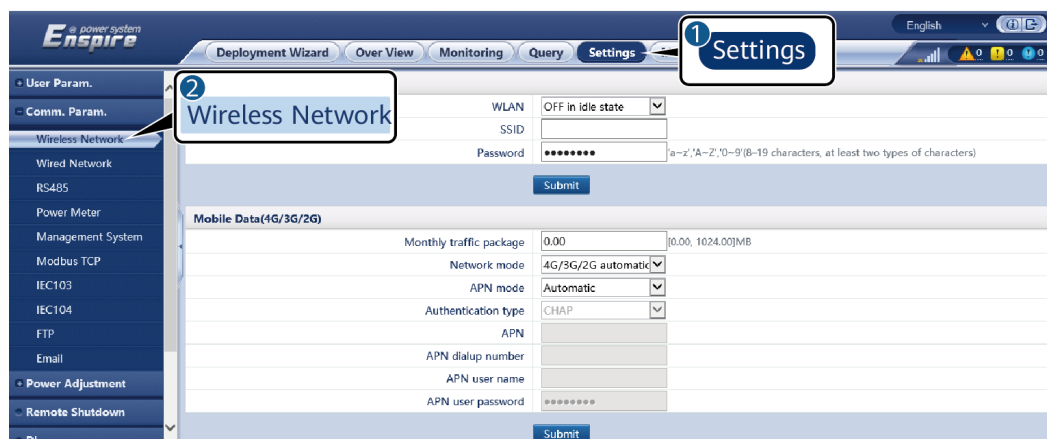 e power system
Enspire
English
Deployment Wizard
Over View
Monitoring
Query
Settings
1
Settings
0
0
0
User Param.
Comm. Param.
Wireless Network
Wired Network
RS485
Power Meter
Management System
Modbus TCP
IEC103
IEC104
FTP
Email
Power Adjustment
Remote Shutdown
2
Wireless Network
WLAN OFF in idle state
SSID
Password •••••••• 'a~z','A~Z','0~9'(8–19 characters, at least two types of characters)
Submit
Mobile Data(4G/3G/2G)
Monthly traffic package 0.00 [0.00, 1024.00]MB
Network mode 4G/3G/2G automatic
APN mode Automatic
Authentication type CHAP
APN
APN dialup number
APN user name
APN user password ••••••••
Submit